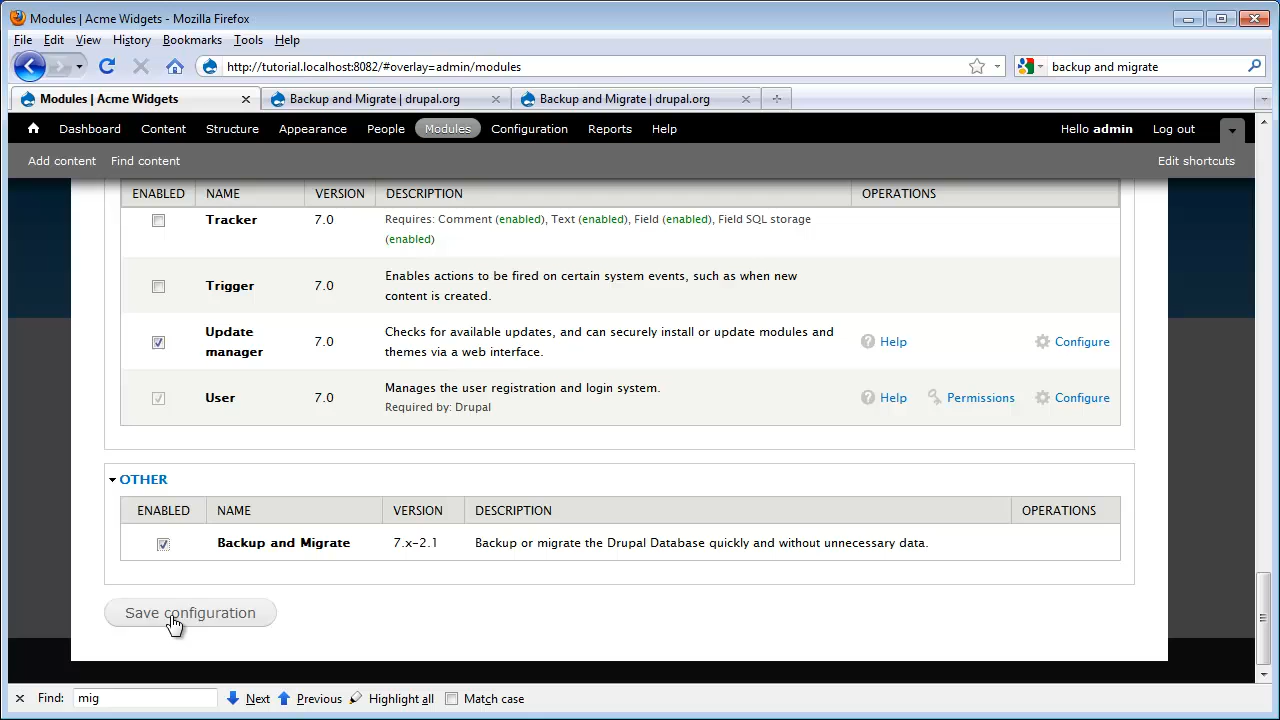 Modules | Acme Widgets - Mozilla Firefox
File Edit View History Bookmarks Tools Help
http://tutorial.localhost:8082/#overlay=admin/modules backup and migrate
Modules | Acme Widgets Backup and Migrate | drupal.org Backup and Migrate | drupal.org
Dashboard Content Structure Appearance People Modules Configuration Reports Help Hello admin Log out
Add content Find content Edit shortcuts
ENABLED NAME VERSION DESCRIPTION OPERATIONS
Tracker 7.0 Requires: Comment (enabled), Text (enabled), Field (enabled), Field SQL storage
(enabled)
Trigger 7.0 Enables actions to be fired on certain system events, such as when new
content is created.
Update 7.0 Checks for available updates, and can securely install or update modules and Help Configure
manager themes via a web interface.
User 7.0 Manages the user registration and login system. Help Permissions Configure
Required by: Drupal
OTHER
ENABLED NAME VERSION DESCRIPTION OPERATIONS
Backup and Migrate 7.x-2.1 Backup or migrate the Drupal Database quickly and without unnecessary data.
Save configuration
Find: mig Next Previous Highlight all Match case